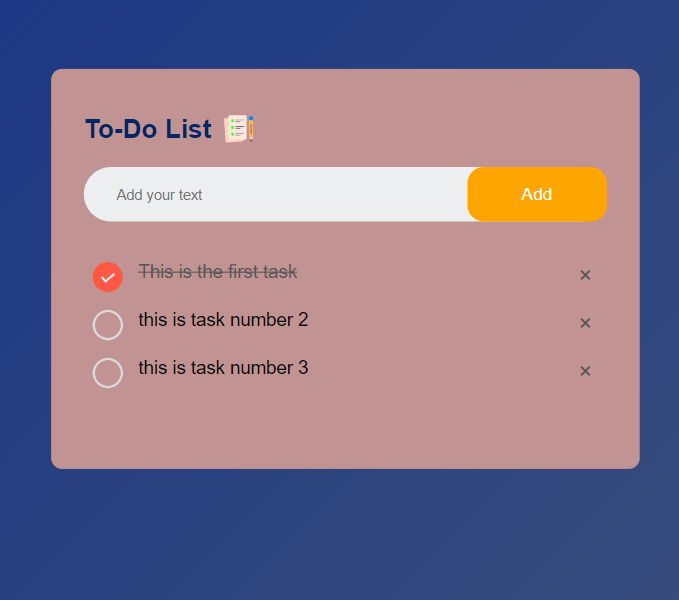 To-Do List
Add your text
Add
This is the first task
this is task number 2
this is task number 3